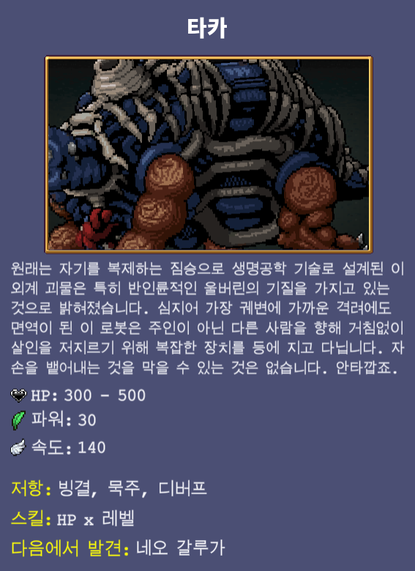 타카
원래는 자기를 복제하는 짐승으로 생명공학 기술로 설계된 이
외계 괴물은 특히 반인륜적인 울버린의 기질을 가지고 있는
것으로 밝혀졌습니다. 심지어 가장 궤변에 가까운 격려에도
면역이 된 이 로봇은 주인이 아닌 다른 사람을 향해 거침없이
살인을 저지르기 위해 복잡한 장치를 등에 지고 다닙니다. 자
손을 뱉어내는 것을 막을 수 있는 것은 없습니다. 안타깝죠.
HP: 300 – 500
파워: 30
속도: 140
저항: 빙결, 묵주, 디버프
스킬: HP x 레벨
다음에서 발견: 네오 갈루가